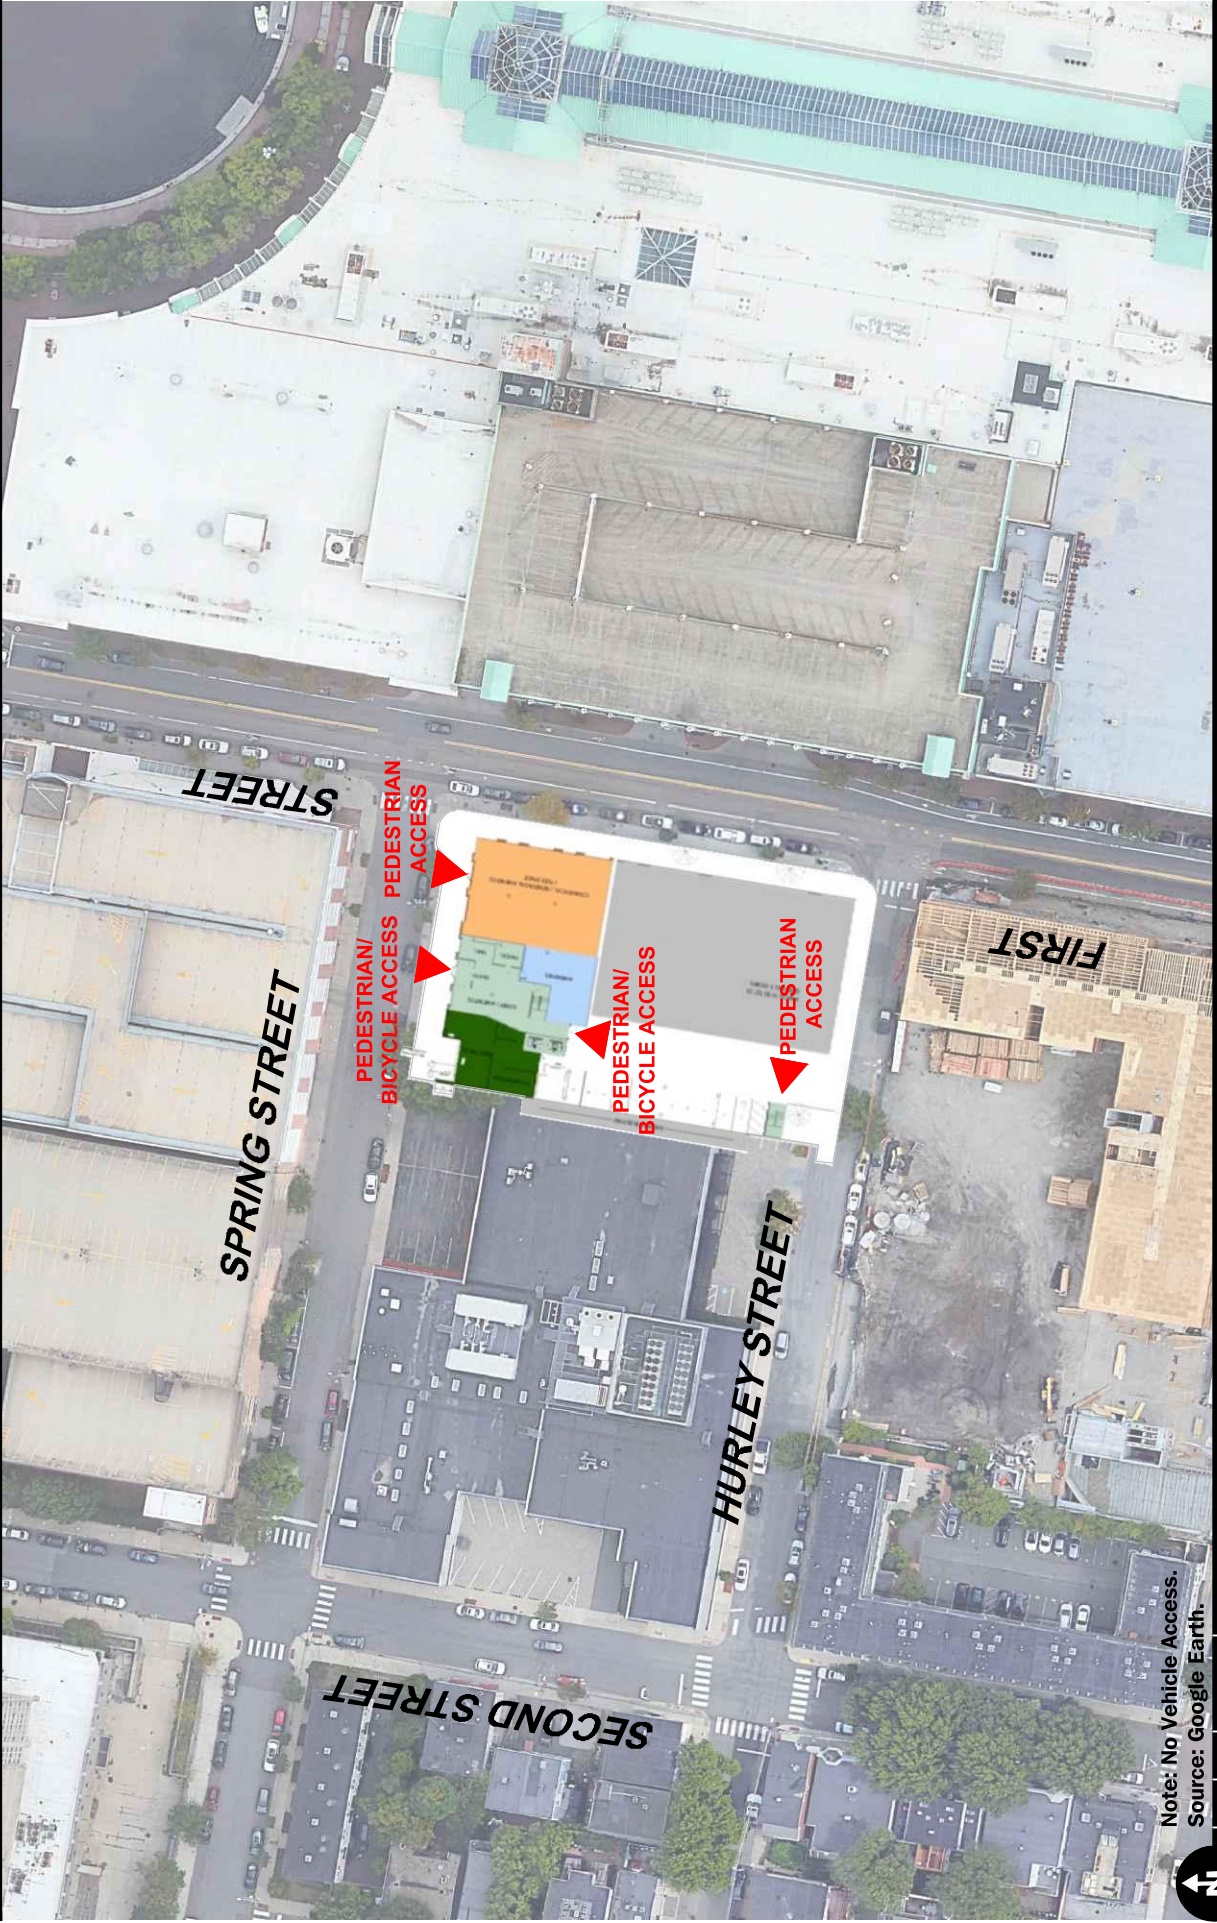 STREET
FIRST
SPRING STREET
PEDESTRIAN
ACCESS
PEDESTRIAN/
BICYCLE ACCESS
PEDESTRIAN/
BICYCLE ACCESS
PEDESTRIAN
ACCESS
HURLEY STREET
SECOND STREET
Note: No Vehicle Access.
Source: Google Earth.
N